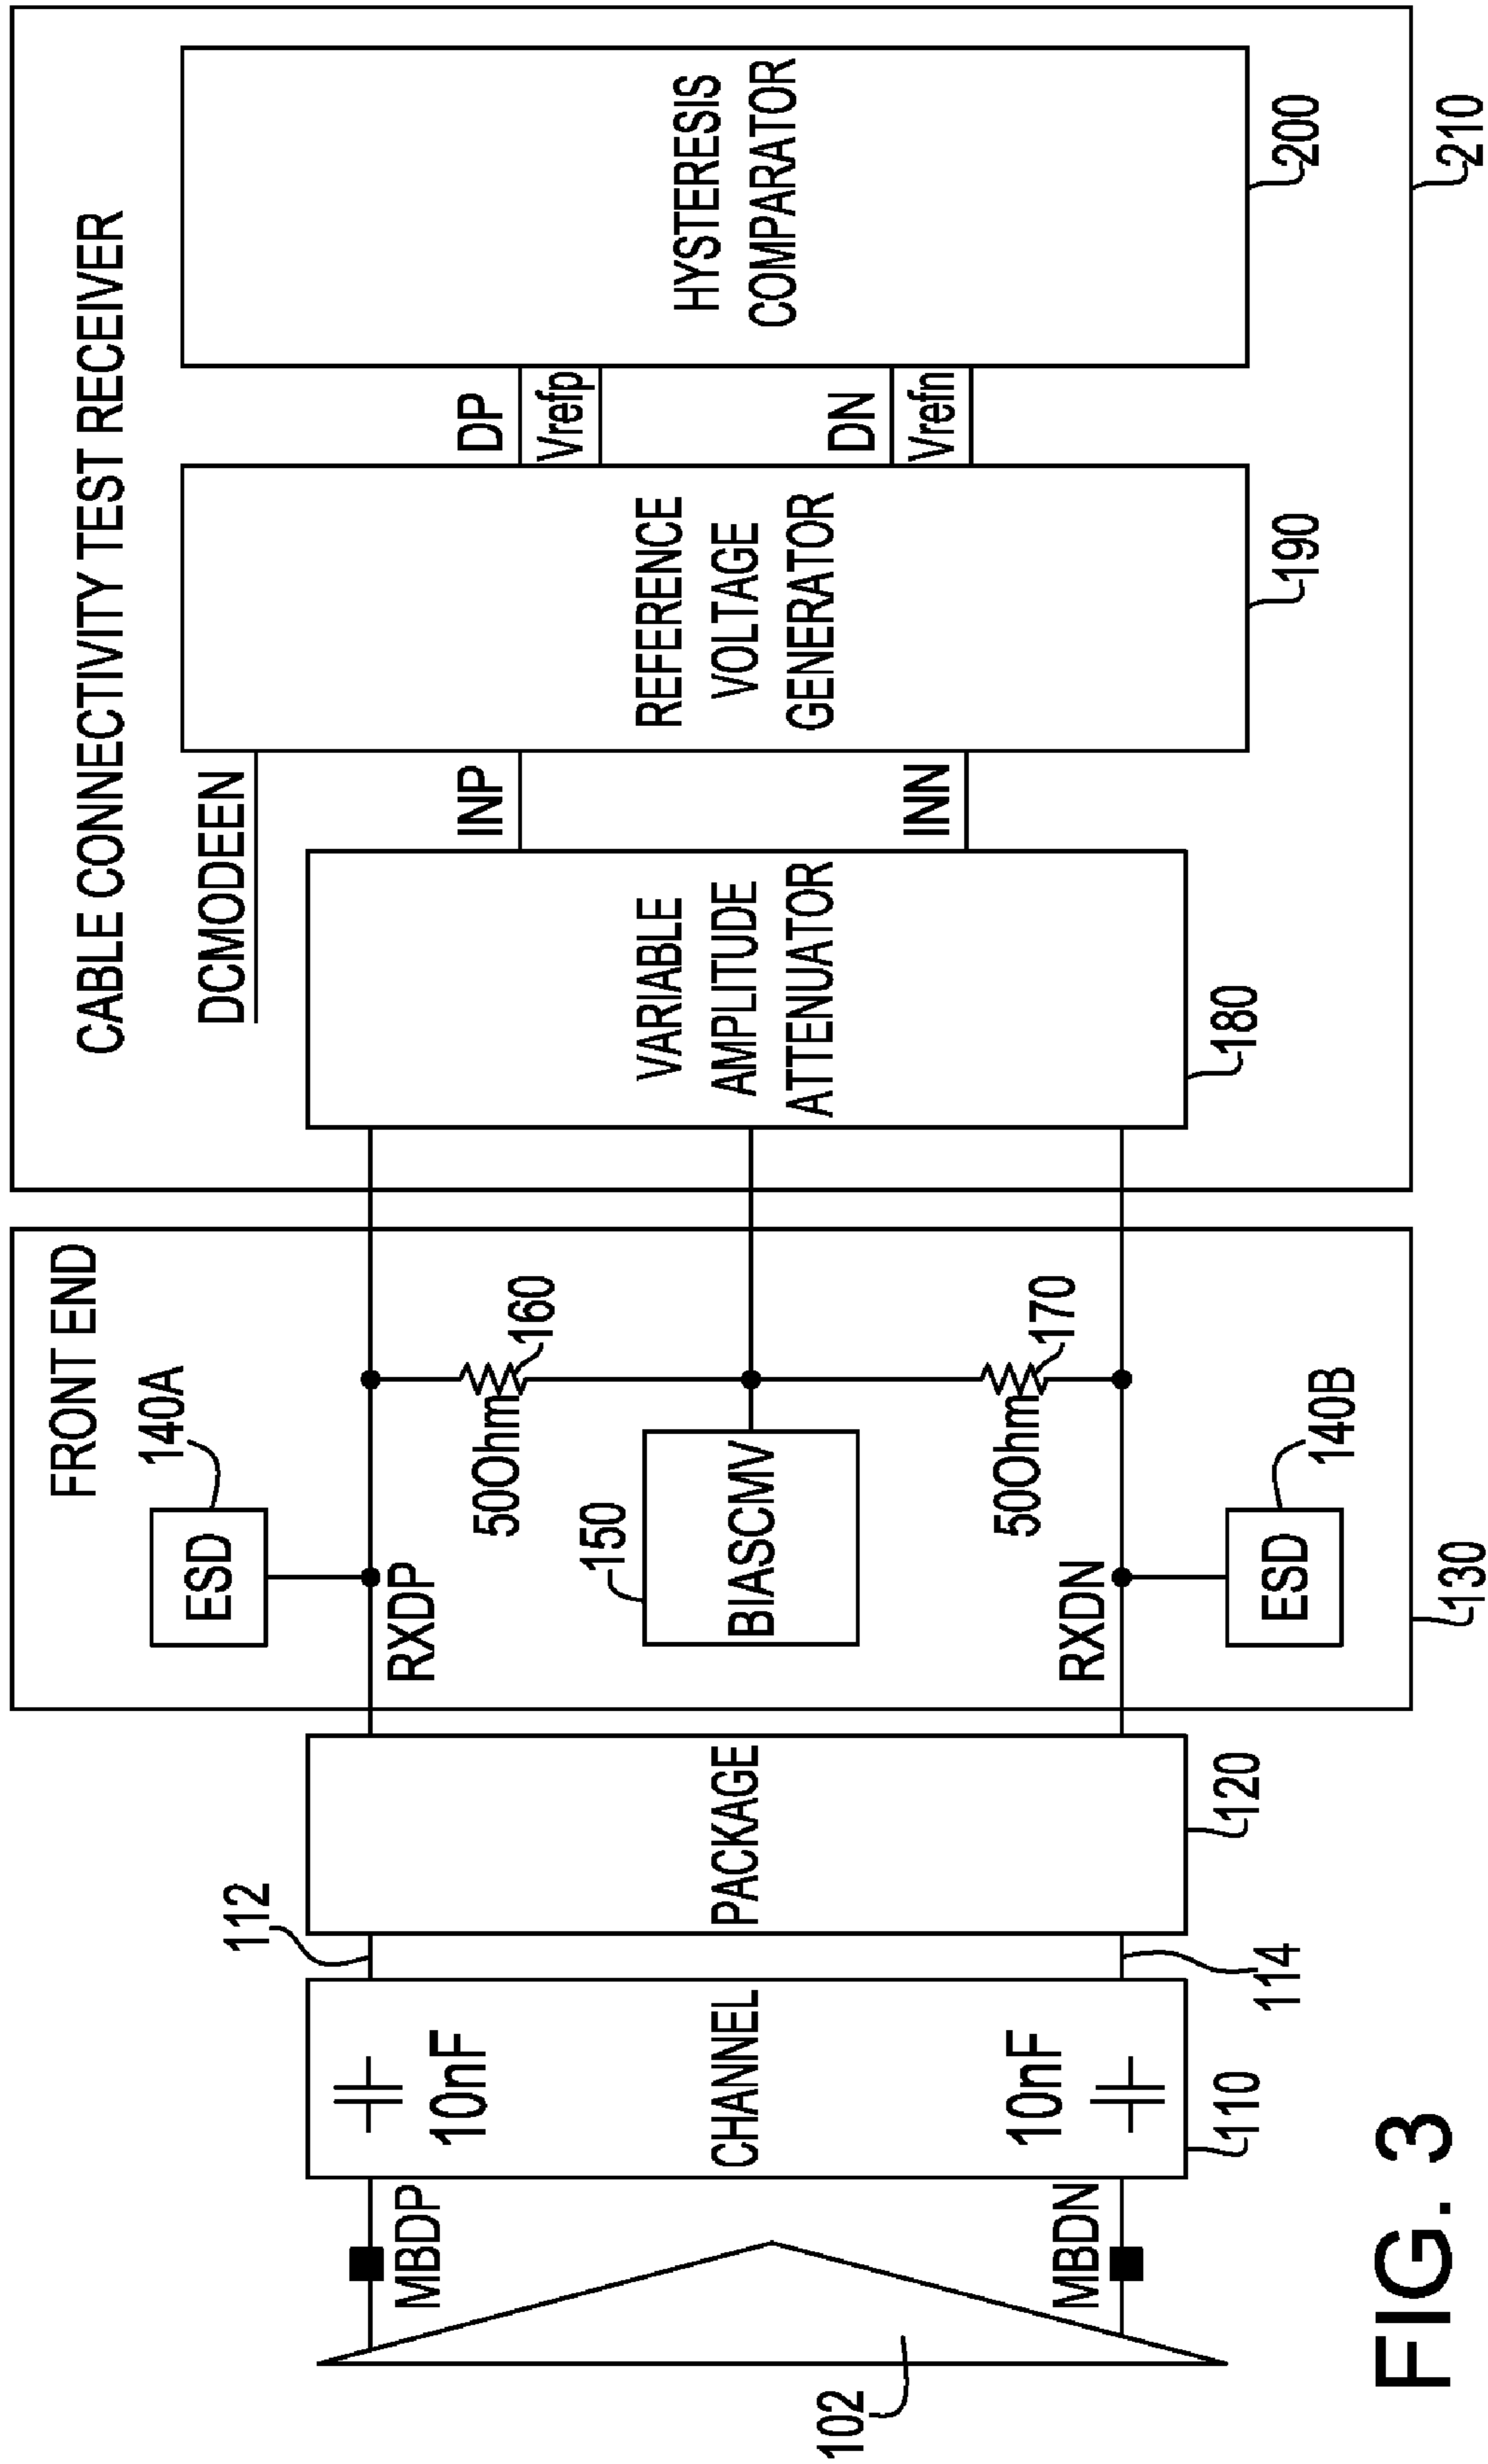 CABLE CONNECTIVITY TEST RECEIVER
FRONT END
ESD
140A
112
MBDP
10nF
CHANNEL
10nF
MBDN
102
110
114
PACKAGE
120
RXDP
50Ohm
160
150
BIASCMV
50Ohm
170
RXDN
ESD
140B
130
DCMODEEN
VARIABLE
AMPLITUDE
ATTENUATOR
180
INP
INN
REFERENCE
VOLTAGE
GENERATOR
190
DP
Vrefp
DN
Vrefn
HYSTERESIS
COMPARATOR
200
210
FIG. 3